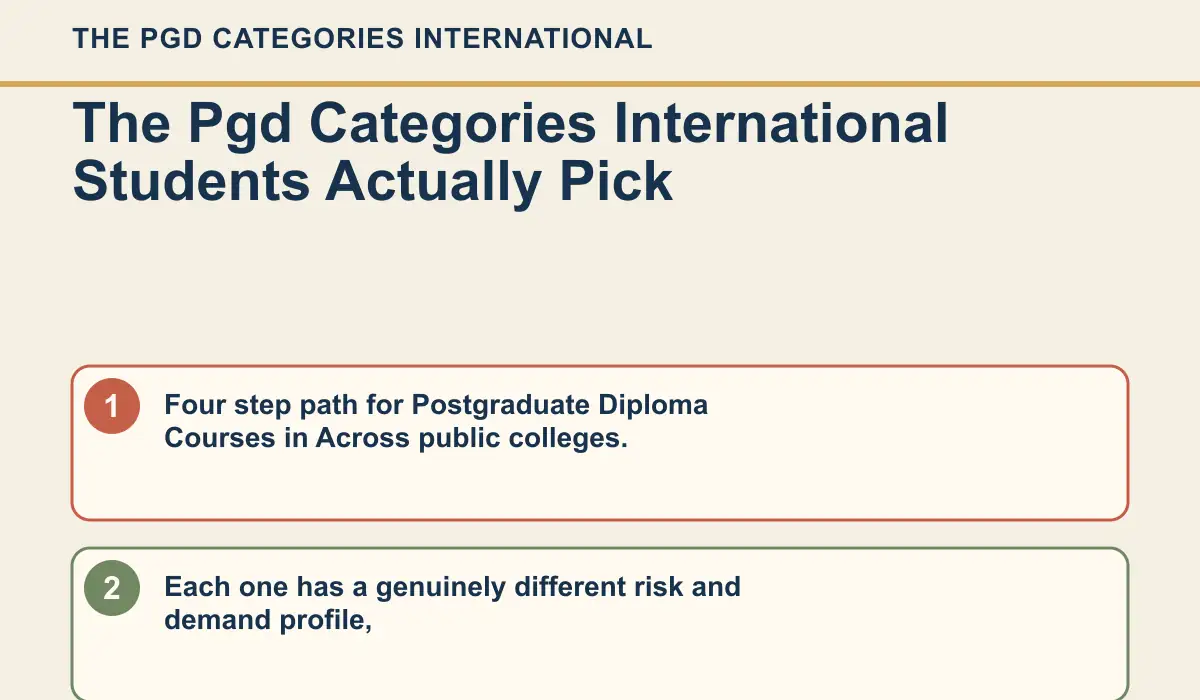 THE PGD CATEGORIES INTERNATIONAL
The Pgd Categories International
Students Actually Pick
1
Four step path for Postgraduate Diploma
Courses in Across public colleges.
2
Each one has a genuinely different risk and
demand profile,